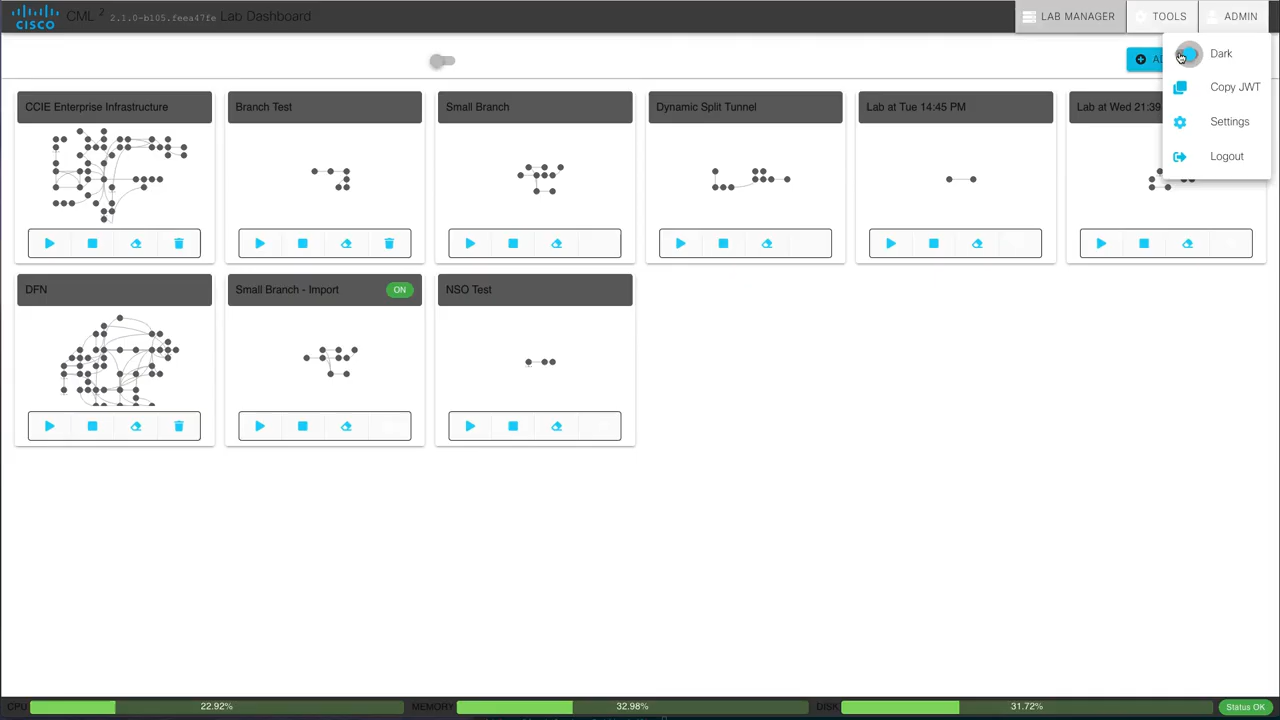 CISCO
CML 2 2.1.0-b105.feea47fe Lab Dashboard
LAB MANAGER
TOOLS
ADMIN
Dark
Copy JWT
Settings
Logout
CCIE Enterprise Infrastructure
Branch Test
Small Branch
Dynamic Split Tunnel
Lab at Tue 14:45 PM
Lab at Wed 21:39
DFN
Small Branch - Import
ON
NSO Test
CPU 22.92%
MEMORY 32.98%
DISK 31.72%
Status OK